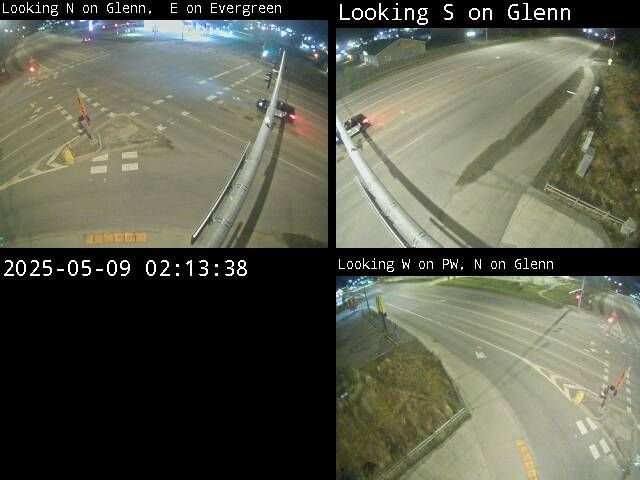 Looking N on Glenn,  E on Evergreen
Looking S on Glenn
2025-05-09 02:13:38
Looking W on PW, N on Glenn